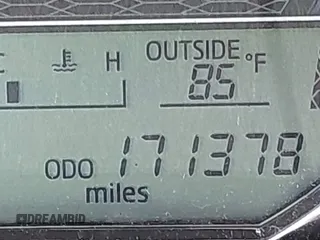 C H OUTSIDE °F
85
ODO 171378
miles
DREAMBID